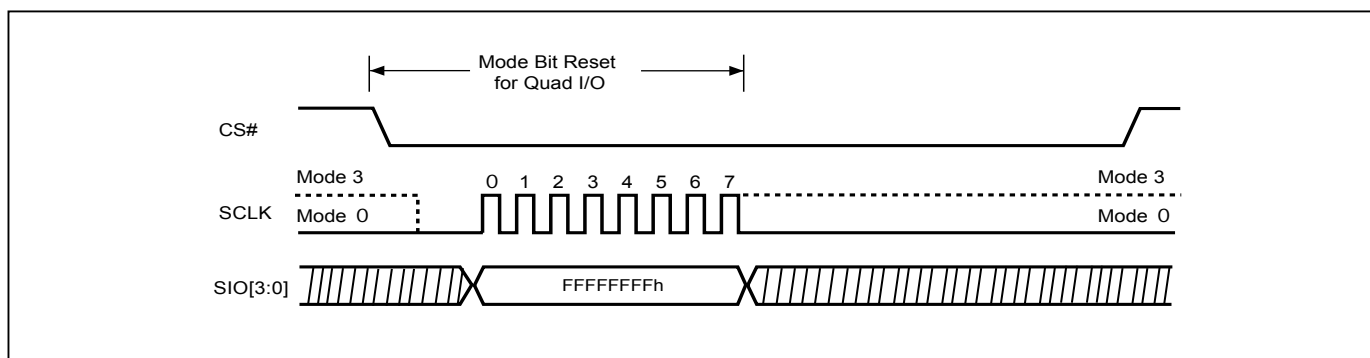 Mode Bit Reset
for Quad I/O
CS#
Mode 3
Mode 3
0 1 2 3 4 5 6 7
SCLK
Mode 0
Mode 0
SIO[3:0]
FFFFFFFFh